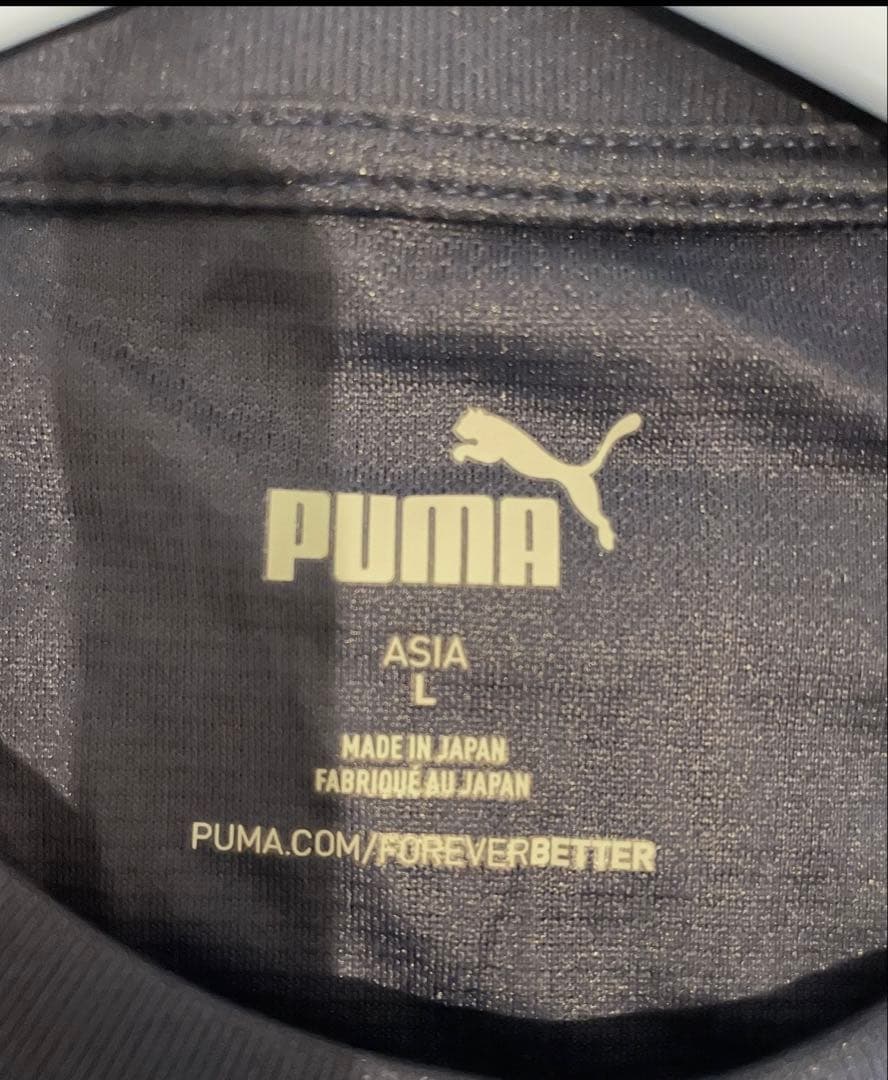 PUMA
ASIA
L
MADE IN JAPAN
FABRIQUÉ AU JAPAN
PUMA.COM/FOREVERBETTER